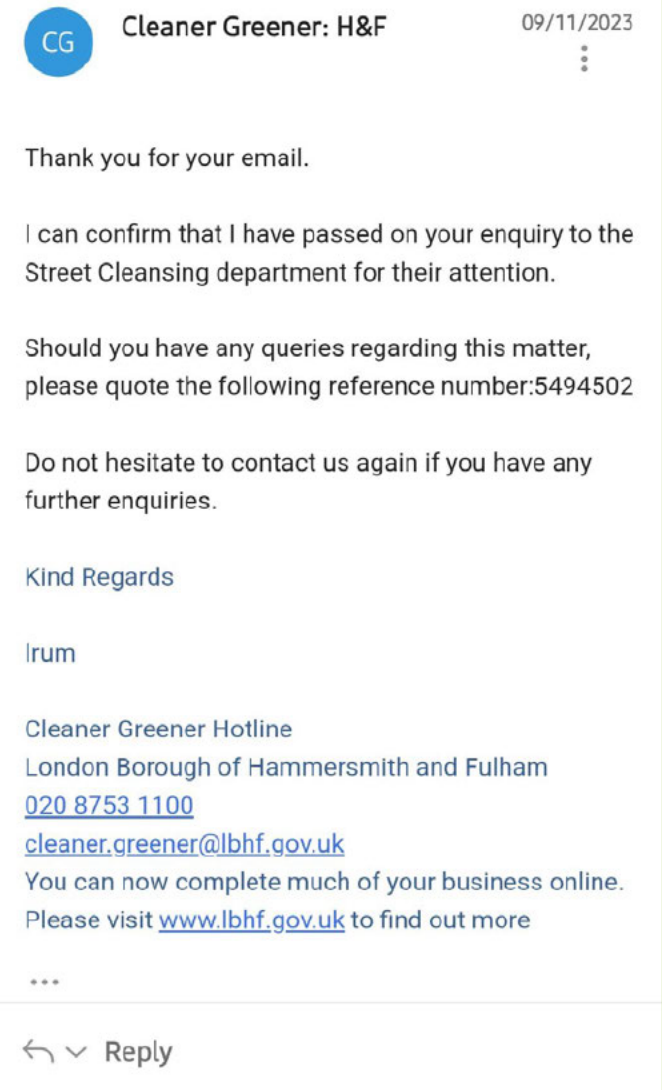 CG
Cleaner Greener: H&F
09/11/2023
Thank you for your email.
I can confirm that I have passed on your enquiry to the
Street Cleansing department for their attention.
Should you have any queries regarding this matter,
please quote the following reference number:5494502
Do not hesitate to contact us again if you have any
further enquiries.
Kind Regards
Irum
Cleaner Greener Hotline
London Borough of Hammersmith and Fulham
020 8753 1100
cleaner.greener@lbhf.gov.uk
You can now complete much of your business online.
Please visit www.lbhf.gov.uk to find out more
...
Reply